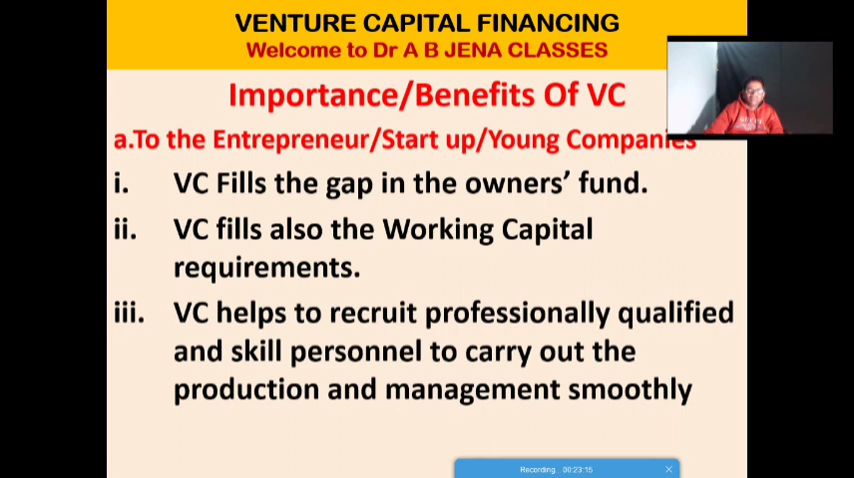 VENTURE CAPITAL FINANCING
Welcome to Dr A B JENA CLASSES
Importance/Benefits Of VC
a.To the Entrepreneur/Start up/Young Companies
i. VC Fills the gap in the owners’ fund.
ii. VC fills also the Working Capital
requirements.
iii. VC helps to recruit professionally qualified
and skill personnel to carry out the
production and management smoothly
Recording... 00:23:15